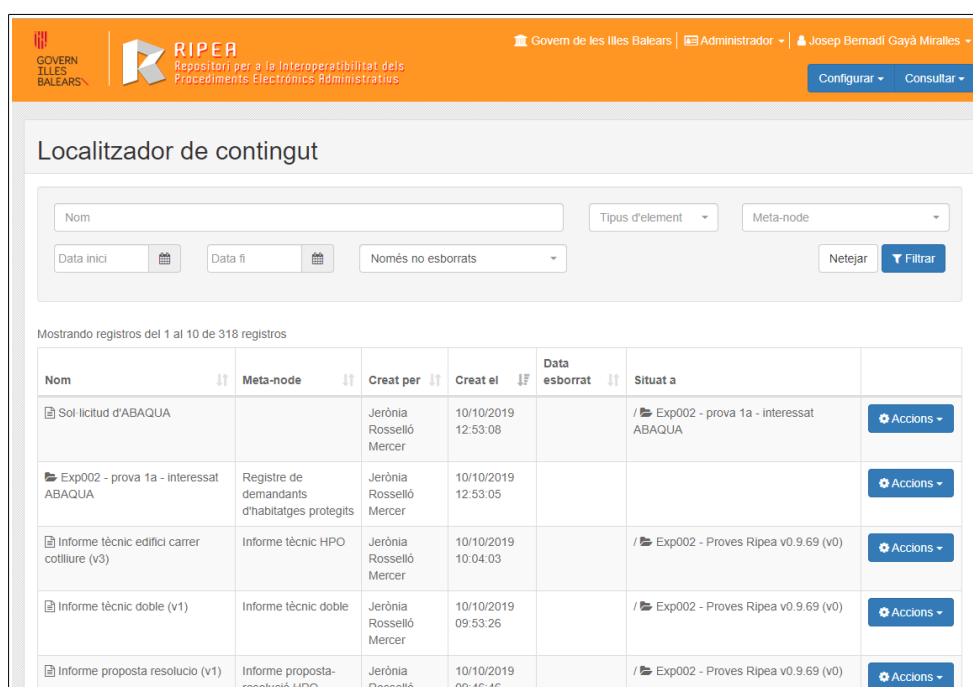 GOVERN
ILLES
BALEARS
RIPEA
Repositori per a la Interoperabilitat dels
Procediments Electrónics Administratius
Govern de les Illes Balears | Administrador | Josep Bernadí Gayà Miralles
Configurar Consultar
Localitzador de contingut
Nom Tipus d'element Meta-node
Data inici Data fi Només no esborrats Netejar Filtrar
Mostrando registros del 1 al 10 de 318 registros
Nom Meta-node Creat per Creat el Data esborrat Situat a
Sol·licitud d'ABAQUA Jerònia Rosselló Mercer 10/10/2019 12:53:08 / Exp002 - prova 1a - interessat ABAQUA Accions
Exp002 - prova 1a - interessat ABAQUA Registre de demandants d'habitatges protegits Jerònia Rosselló Mercer 10/10/2019 12:53:05 Accions
Informe tècnic edifici carrer cotlliure (v3) Informe tècnic HPO Jerònia Rosselló Mercer 10/10/2019 10:04:03 / Exp002 - Proves Ripea v0.9.69 (v0) Accions
Informe tècnic doble (v1) Informe tècnic doble Jerònia Rosselló Mercer 10/10/2019 09:53:26 / Exp002 - Proves Ripea v0.9.69 (v0) Accions
Informe proposta resolucio (v1) Informe proposta- Jerònia 10/10/2019 / Exp002 - Proves Ripea v0.9.69 (v0) Accions